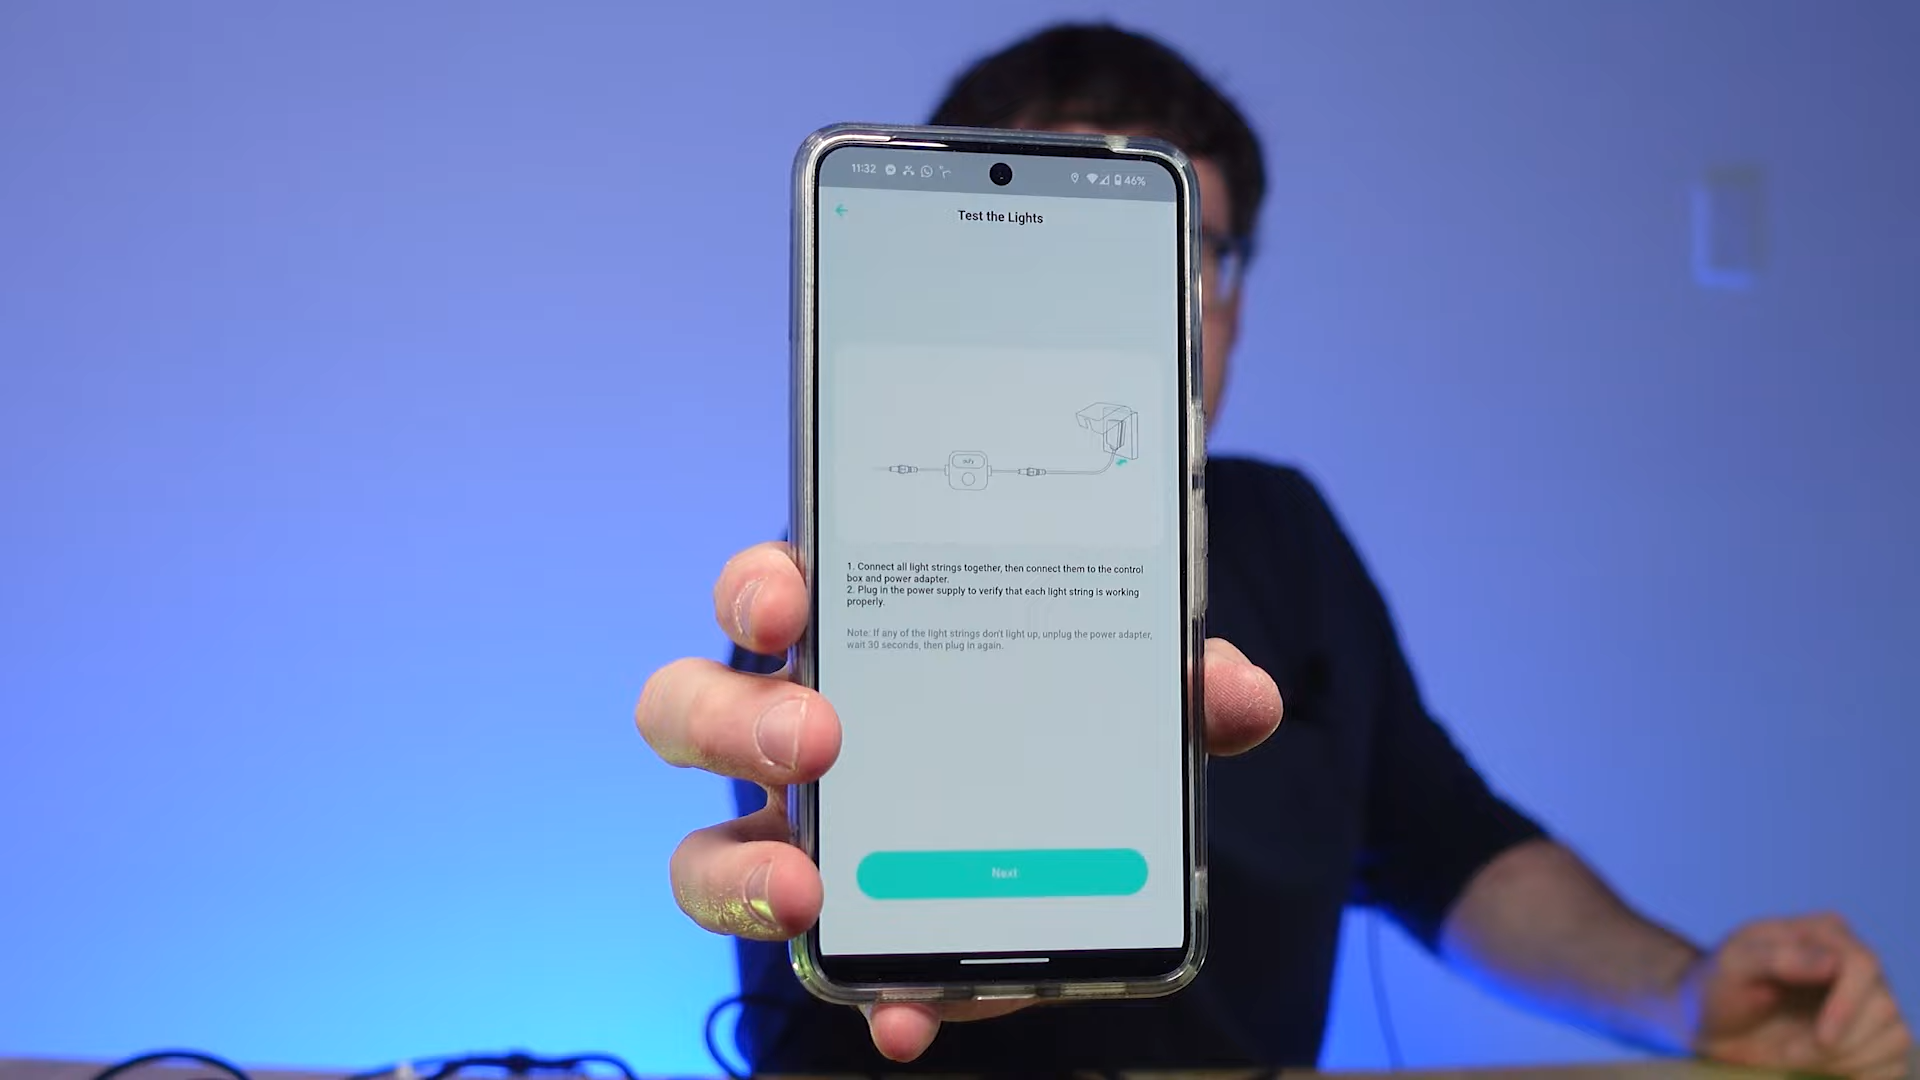 11:32 46%
Test the Lights
eufy
1. Connect all light strings together, then connect them to the control
box and power adapter.
2. Plug in the power supply to verify that each light string is working
properly.
Note: If any of the light strings don't light up, unplug the power adapter,
wait 30 seconds, then plug in again.
Next